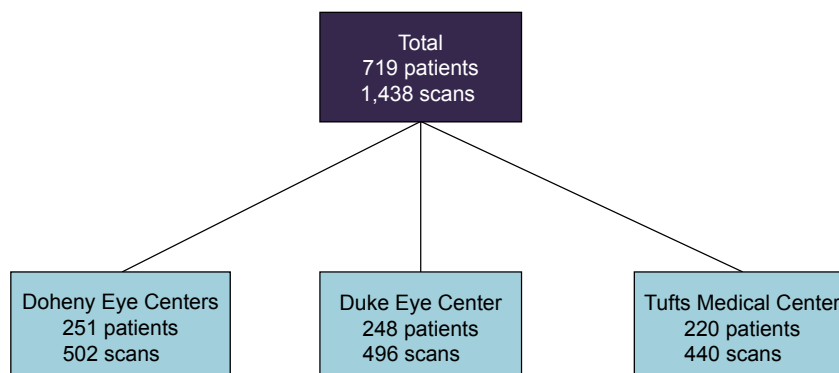 Total
719 patients
1,438 scans
Doheny Eye Centers
251 patients
502 scans
Duke Eye Center
248 patients
496 scans
Tufts Medical Center
220 patients
440 scans